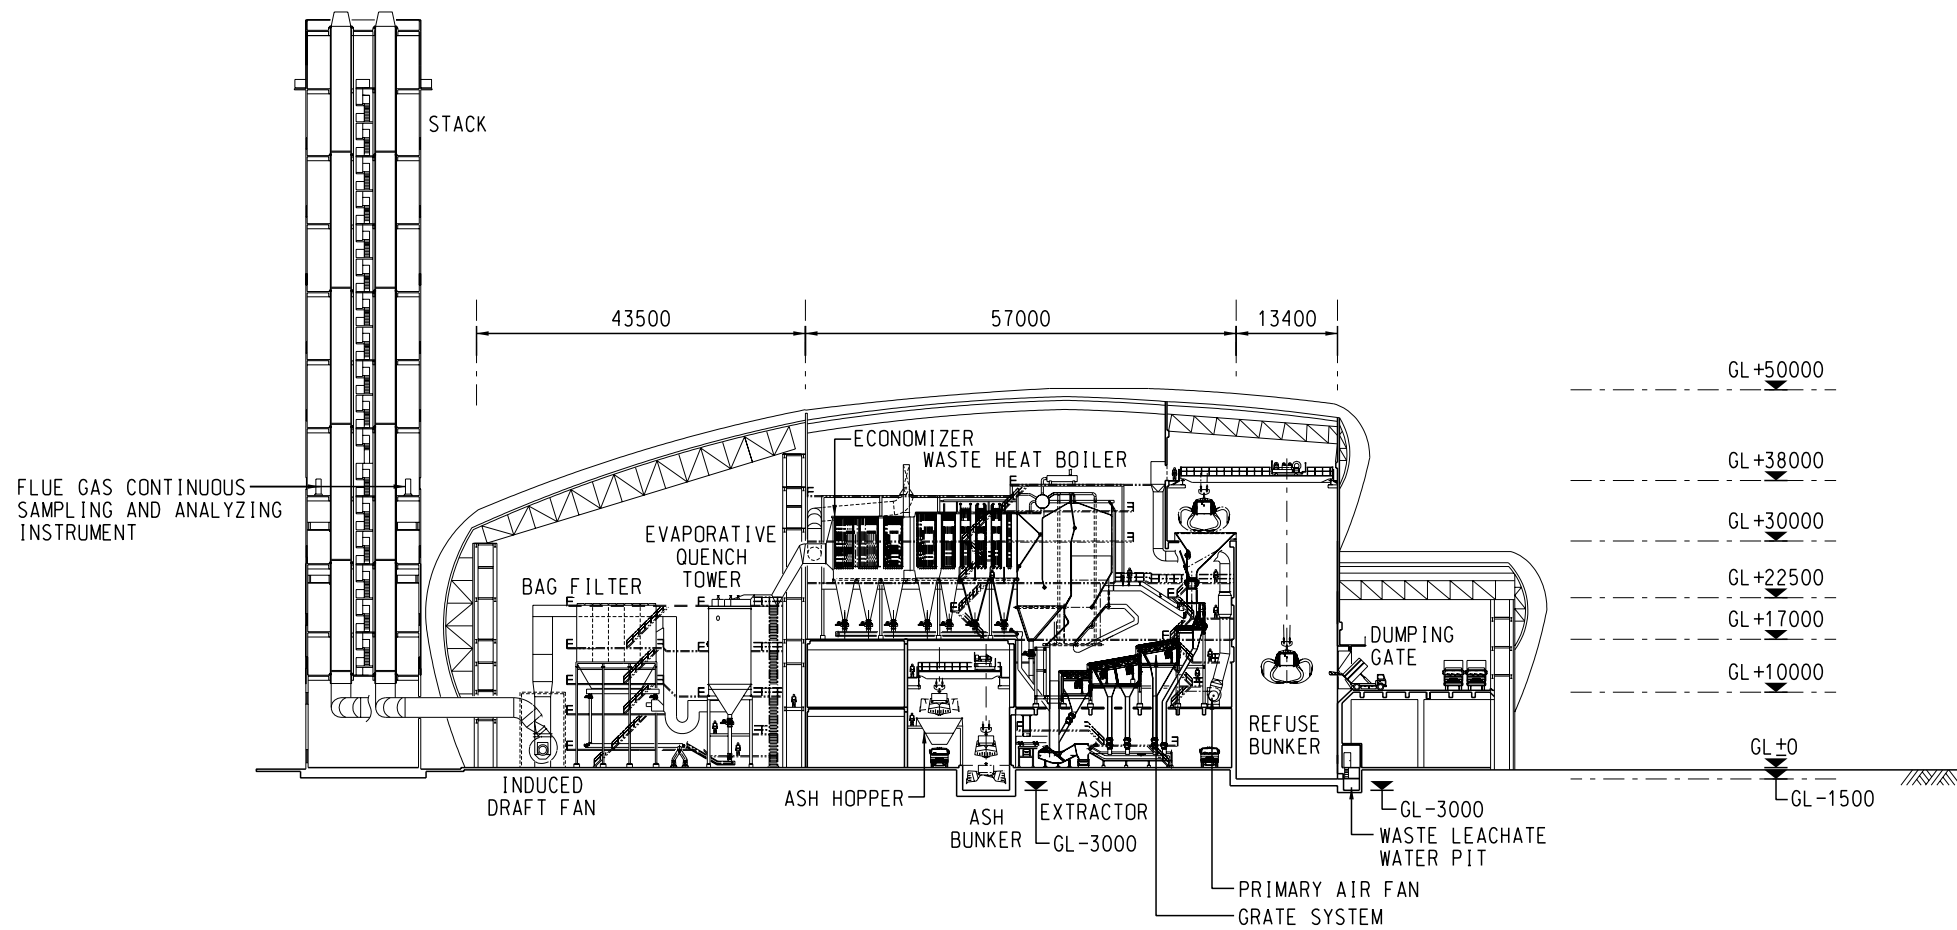 STACK
43500
57000
13400
GL+50000
ECONOMIZER
WASTE HEAT BOILER
GL+38000
FLUE GAS CONTINUOUS
SAMPLING AND ANALYZING
INSTRUMENT
EVAPORATIVE
QUENCH
TOWER
GL+30000
BAG FILTER
GL+22500
GL+17000
DUMPING
GATE
GL+10000
REFUSE
BUNKER
GL±0
INDUCED
DRAFT FAN
ASH HOPPER
ASH
BUNKER
ASH
EXTRACTOR
GL-3000
GL-3000
GL-1500
WASTE LEACHATE
WATER PIT
PRIMARY AIR FAN
GRATE SYSTEM